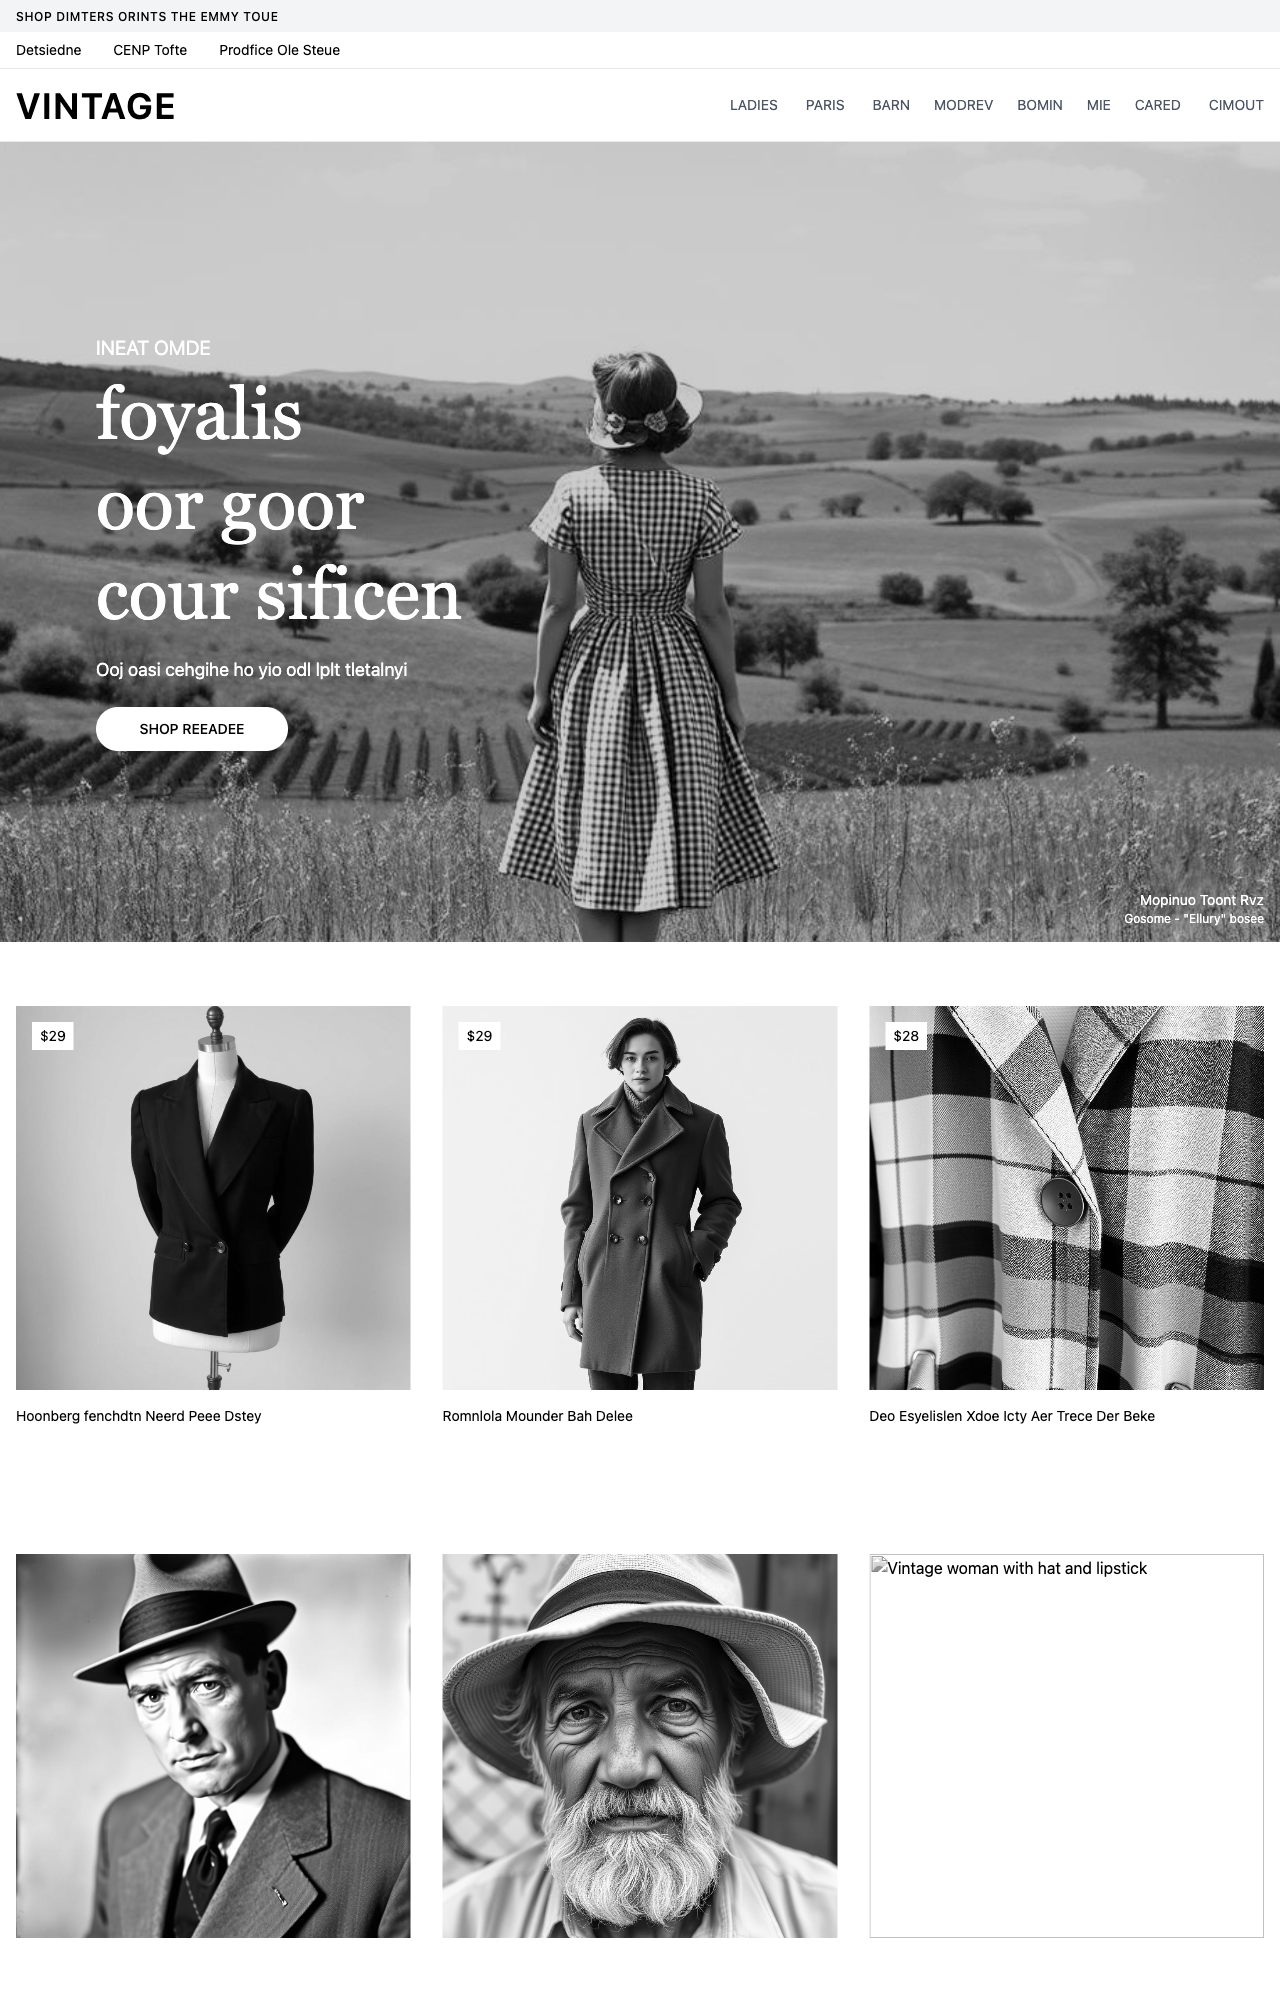 SHOP DIMTERS ORINTS THE EMMY TOUE
Detsiedne CENP Tofte Prodfice Ole Steue
VINTAGE
LADIES PARIS BARN MODREV BOMIN MIE CARED CIMOUT
INEAT OMDE
foyalis
oor goor
cour sificen
Ooj oasi cehgihe ho yio odl lplt tletalnyi
SHOP REEADEE
Mopinuo Toont Rvz
Gosome - "Ellury" bosee
$29
$29
$28
Hoonberg fenchdtn Neerd Peee Dstey
Romnlola Mounder Bah Delee
Deo Esyelislen Xdoe Icty Aer Trece Der Beke
Vintage woman with hat and lipstick